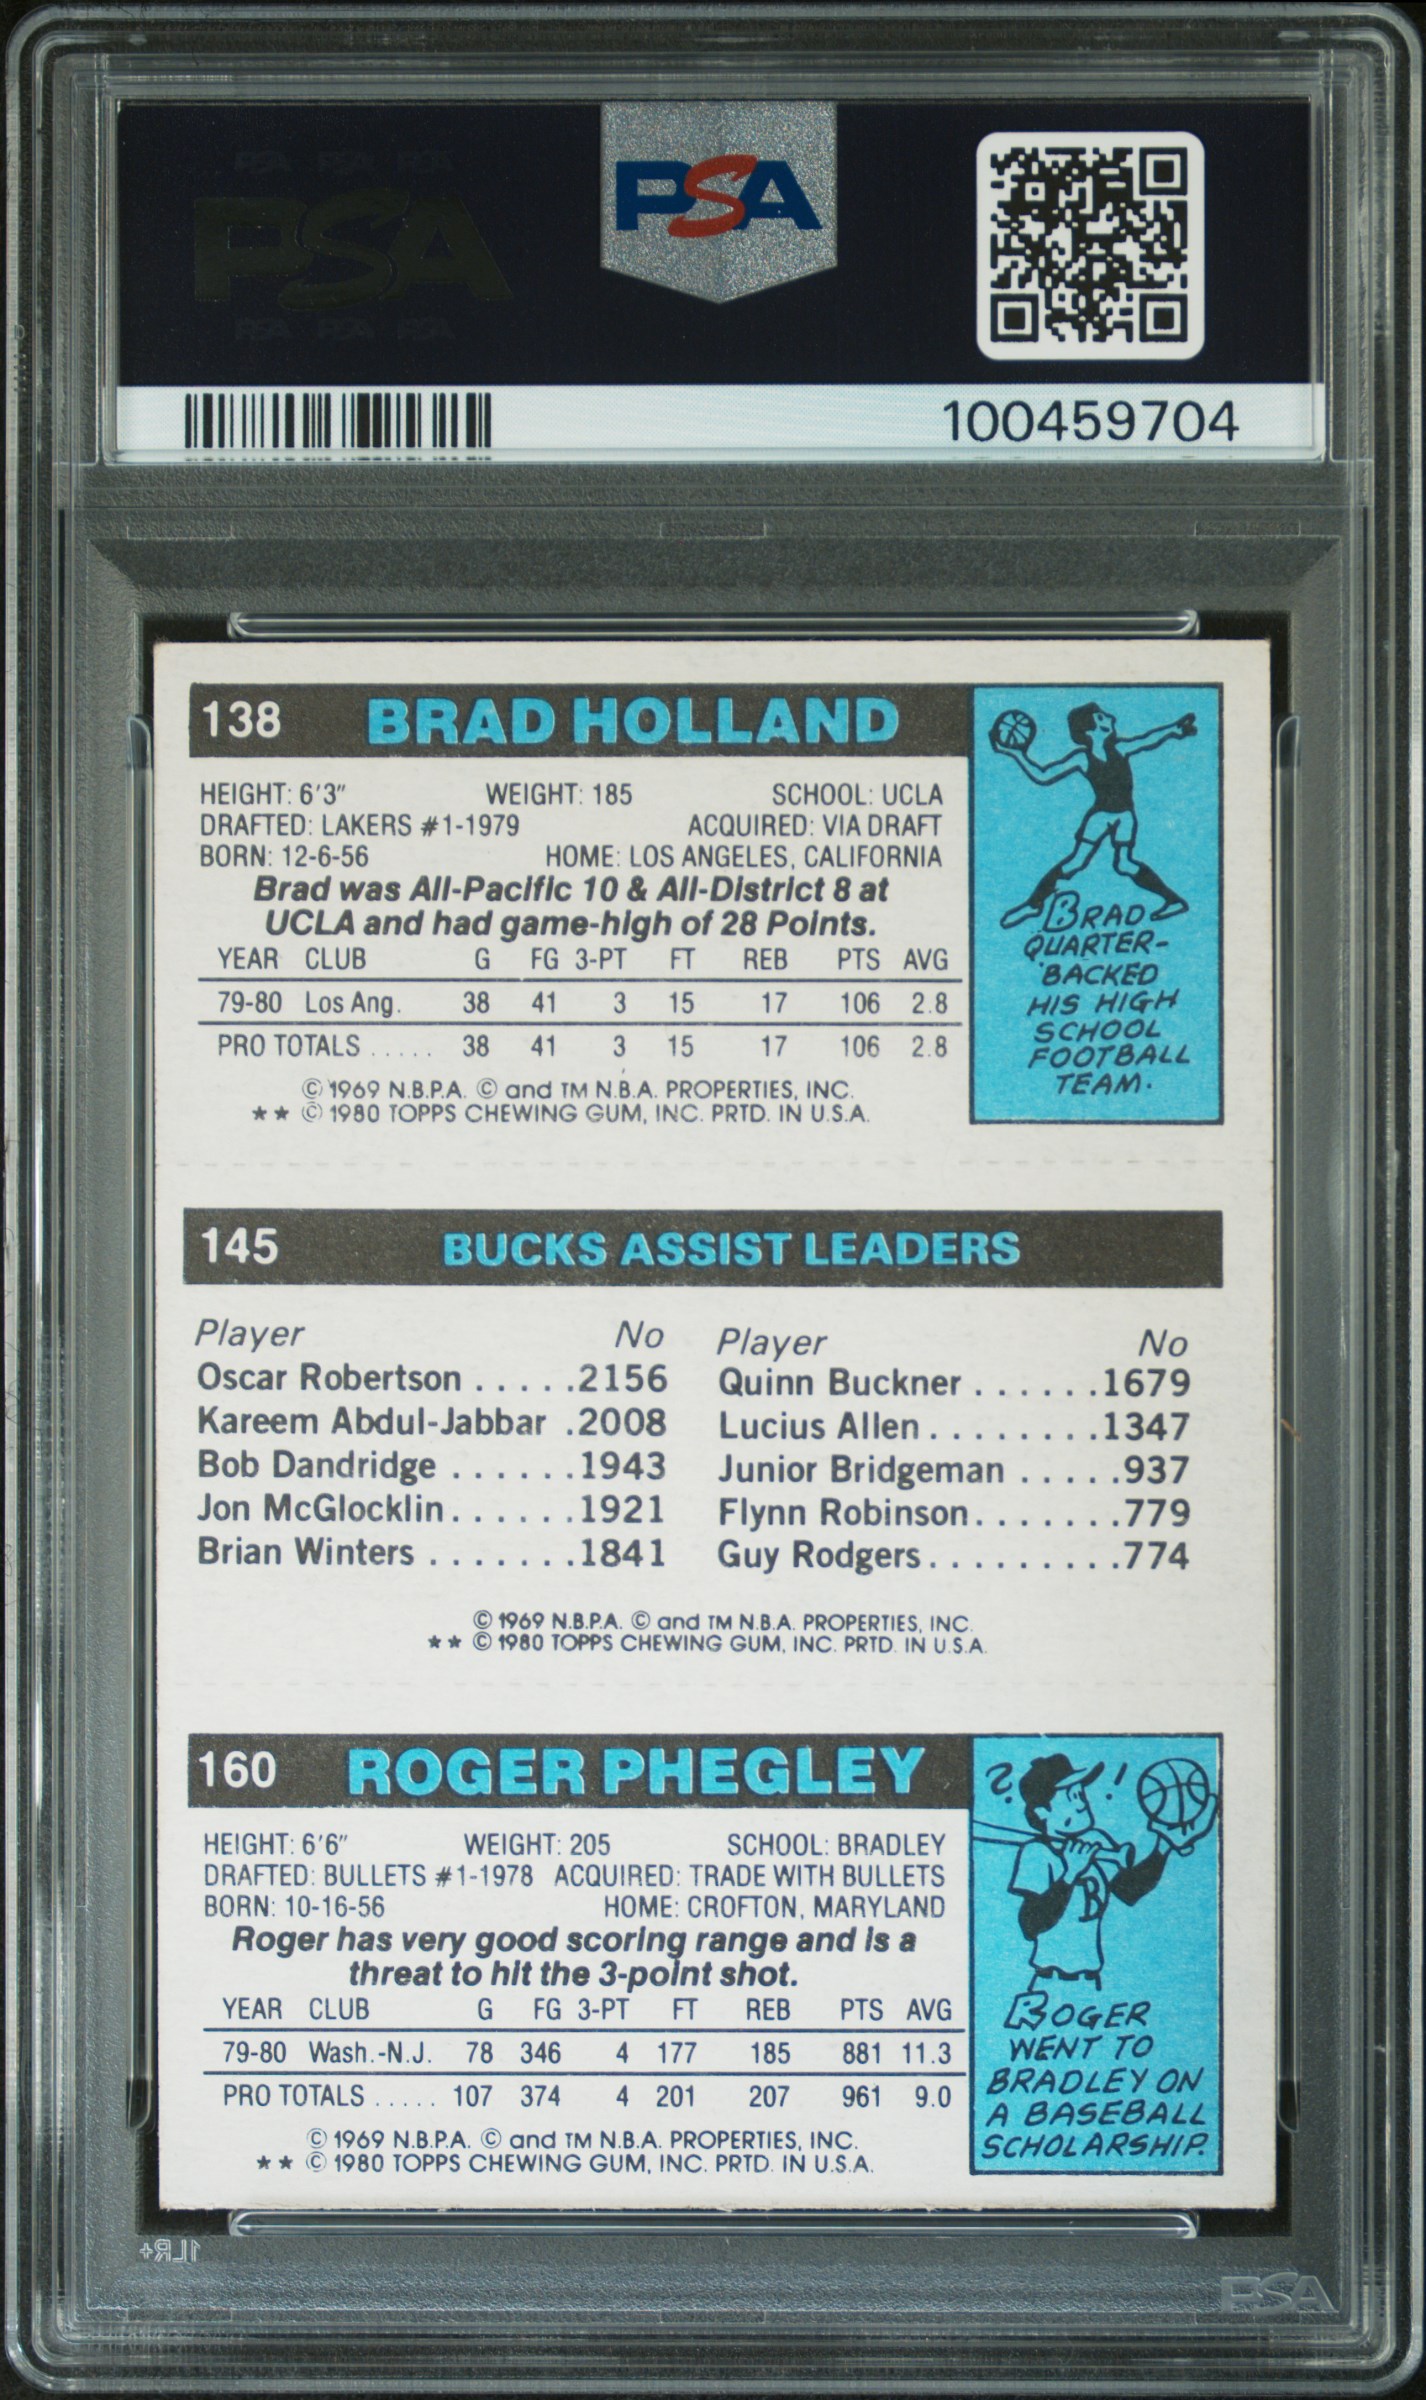 PSA PSA PSA
PSA
PSA PSA PSA
PSA
100459704
138 BRAD HOLLAND
HEIGHT: 6'3" WEIGHT: 185 SCHOOL: UCLA
DRAFTED: LAKERS #1-1979 ACQUIRED: VIA DRAFT
BORN: 12-6-56 HOME: LOS ANGELES, CALIFORNIA
Brad was All-Pacific 10 & All-District 8 at
UCLA and had game-high of 28 Points.
YEAR CLUB G FG 3-PT FT REB PTS AVG
79-80 Los Ang. 38 41 3 15 17 106 2.8
PRO TOTALS ..... 38 41 3 15 17 106 2.8
© 1969 N.B.P.A. © and TM N.B.A. PROPERTIES, INC.
★★ © 1980 TOPPS CHEWING GUM, INC. PRTD. IN U.S.A.
BRAD
QUARTER-
BACKED
HIS HIGH
SCHOOL
FOOTBALL
TEAM.
145 BUCKS ASSIST LEADERS
Player No Player No
Oscar Robertson .....2156 Quinn Buckner ......1679
Kareem Abdul-Jabbar .2008 Lucius Allen........1347
Bob Dandridge ......1943 Junior Bridgeman .....937
Jon McGlocklin......1921 Flynn Robinson.......779
Brian Winters .......1841 Guy Rodgers.........774
© 1969 N.B.P.A. © and TM N.B.A. PROPERTIES, INC.
★★ © 1980 TOPPS CHEWING GUM, INC. PRTD. IN U.S.A.
160 ROGER PHEGLEY
HEIGHT: 6'6" WEIGHT: 205 SCHOOL: BRADLEY
DRAFTED: BULLETS #1-1978 ACQUIRED: TRADE WITH BULLETS
BORN: 10-16-56 HOME: CROFTON, MARYLAND
Roger has very good scoring range and is a
threat to hit the 3-point shot.
YEAR CLUB G FG 3-PT FT REB PTS AVG
79-80 Wash.-N.J. 78 346 4 177 185 881 11.3
PRO TOTALS ..... 107 374 4 201 207 961 9.0
© 1969 N.B.P.A. © and TM N.B.A. PROPERTIES, INC.
★★ © 1980 TOPPS CHEWING GUM, INC. PRTD. IN U.S.A.
? !
B
ROGER
WENT TO
BRADLEY ON
A BASEBALL
SCHOLARSHIP.
1LR+
PSA